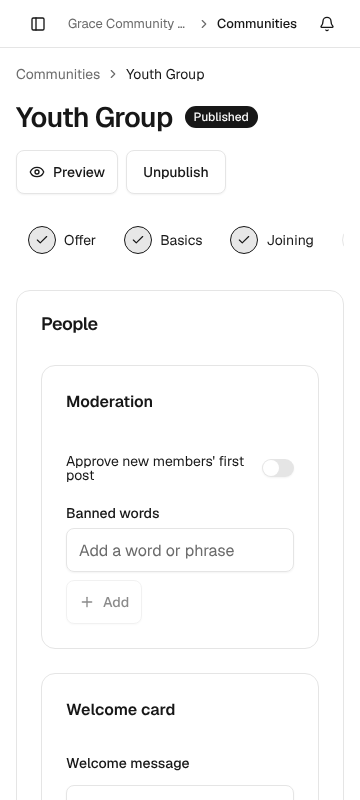 Grace Community ... > Communities
Communities > Youth Group
Youth Group Published
Preview Unpublish
Offer Basics Joining
People
Moderation
Approve new members' first
post
Banned words
Add a word or phrase
+ Add
Welcome card
Welcome message